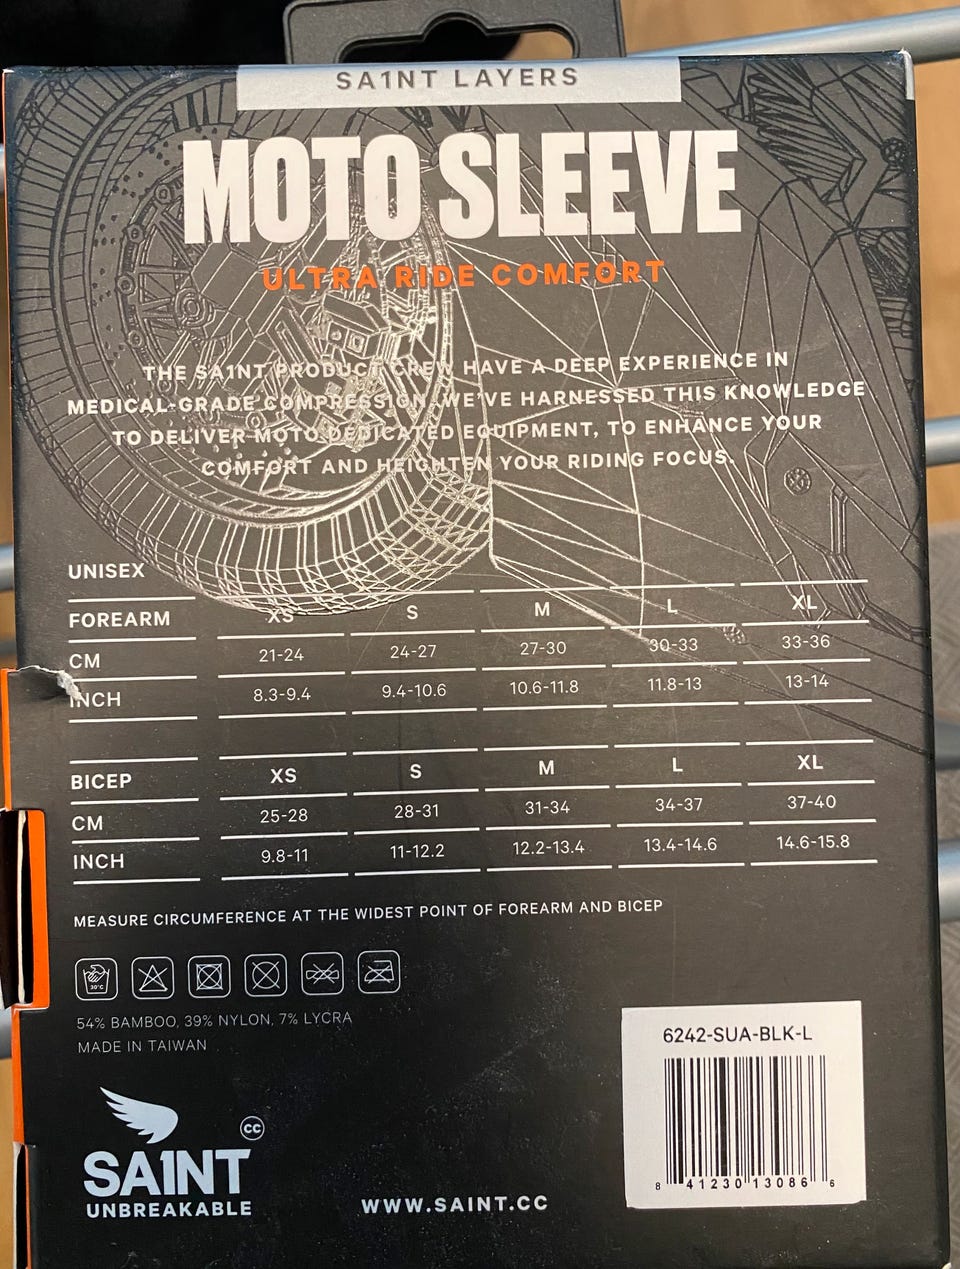 SA1NT LAYERS
MOTO SLEEVE
ULTRA RIDE COMFORT
THE SA1NT PRODUCT CREW HAVE A DEEP EXPERIENCE IN
MEDICAL-GRADE COMPRESSION, WE'VE HARNESSED THIS KNOWLEDGE
TO DELIVER MOTO DEDICATED EQUIPMENT, TO ENHANCE YOUR
COMFORT AND HEIGHTEN YOUR RIDING FOCUS.
UNISEX
FOREARM XS S M L XL
CM 21-24 24-27 27-30 30-33 33-36
INCH 8.3-9.4 9.4-10.6 10.6-11.8 11.8-13 13-14
BICEP XS S M L XL
CM 25-28 28-31 31-34 34-37 37-40
INCH 9.8-11 11-12.2 12.2-13.4 13.4-14.6 14.6-15.8
MEASURE CIRCUMFERENCE AT THE WIDEST POINT OF FOREARM AND BICEP
30°C
54% BAMBOO, 39% NYLON, 7% LYCRA
MADE IN TAIWAN
6242-SUA-BLK-L
8 41230 13086 6
CC
SA1NT
UNBREAKABLE
WWW.SAINT.CC